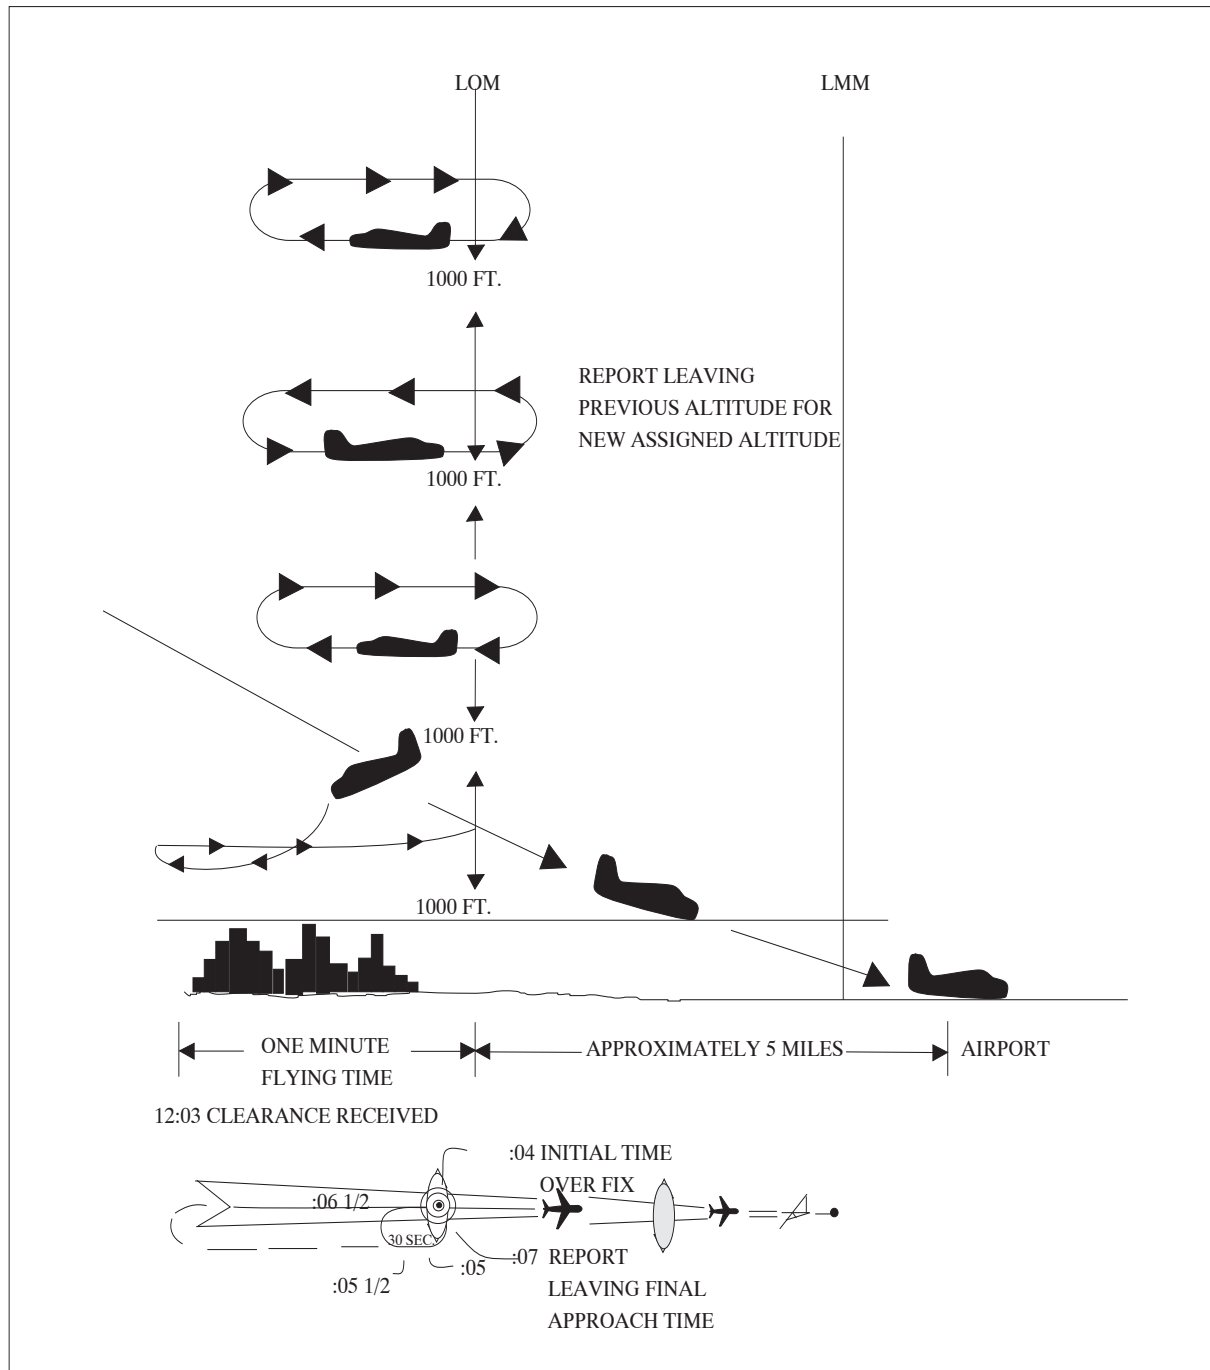 LOM
LMM
1000 FT.
REPORT LEAVING
PREVIOUS ALTITUDE FOR
NEW ASSIGNED ALTITUDE
1000 FT.
1000 FT.
1000 FT.
ONE MINUTE
FLYING TIME
APPROXIMATELY 5 MILES
AIRPORT
12:03 CLEARANCE RECEIVED
:04 INITIAL TIME
OVER FIX
:06 1/2
30 SEC.
:05
:05 1/2
:07 REPORT
LEAVING FINAL
APPROACH TIME